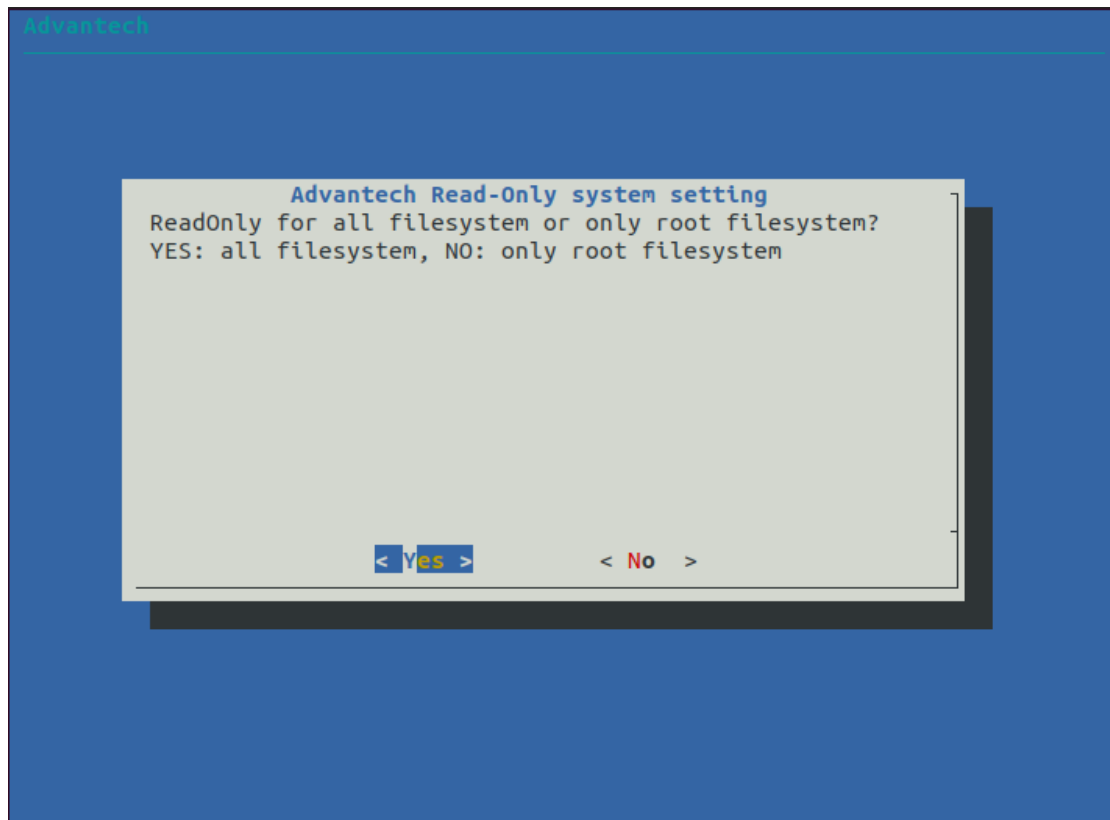 Advantech
Advantech Read-Only system setting
ReadOnly for all filesystem or only root filesystem?
YES: all filesystem, NO: only root filesystem
< Yes > < No >